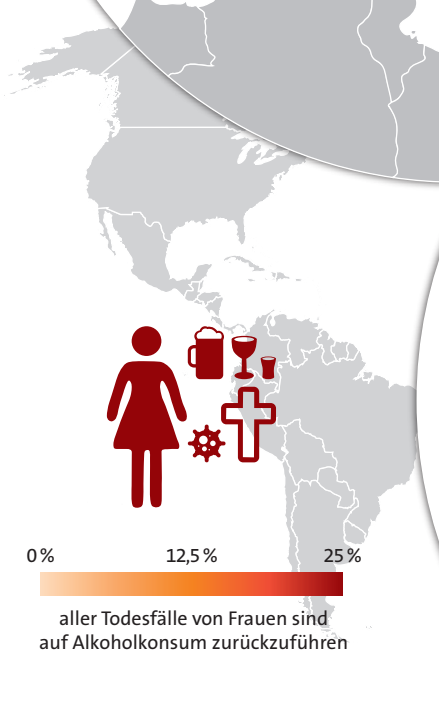 0 % 12,5 % 25 %
aller Todesfälle von Frauen sind
auf Alkoholkonsum zurückzuführen